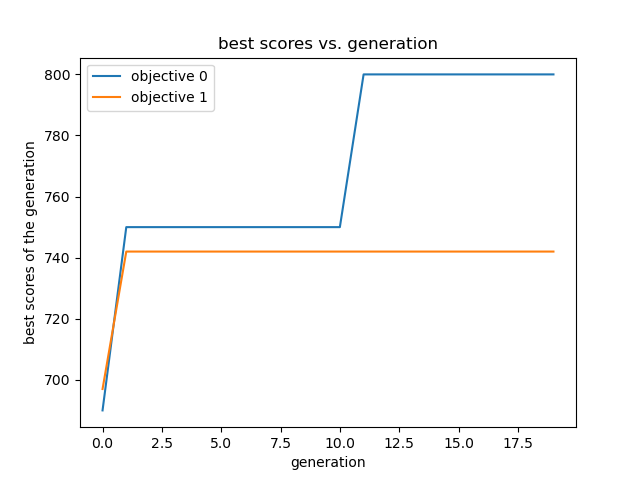 best scores vs. generation
objective 0
objective 1
800
780
760
740
720
700
best scores of the generation
0.0 2.5 5.0 7.5 10.0 12.5 15.0 17.5
generation